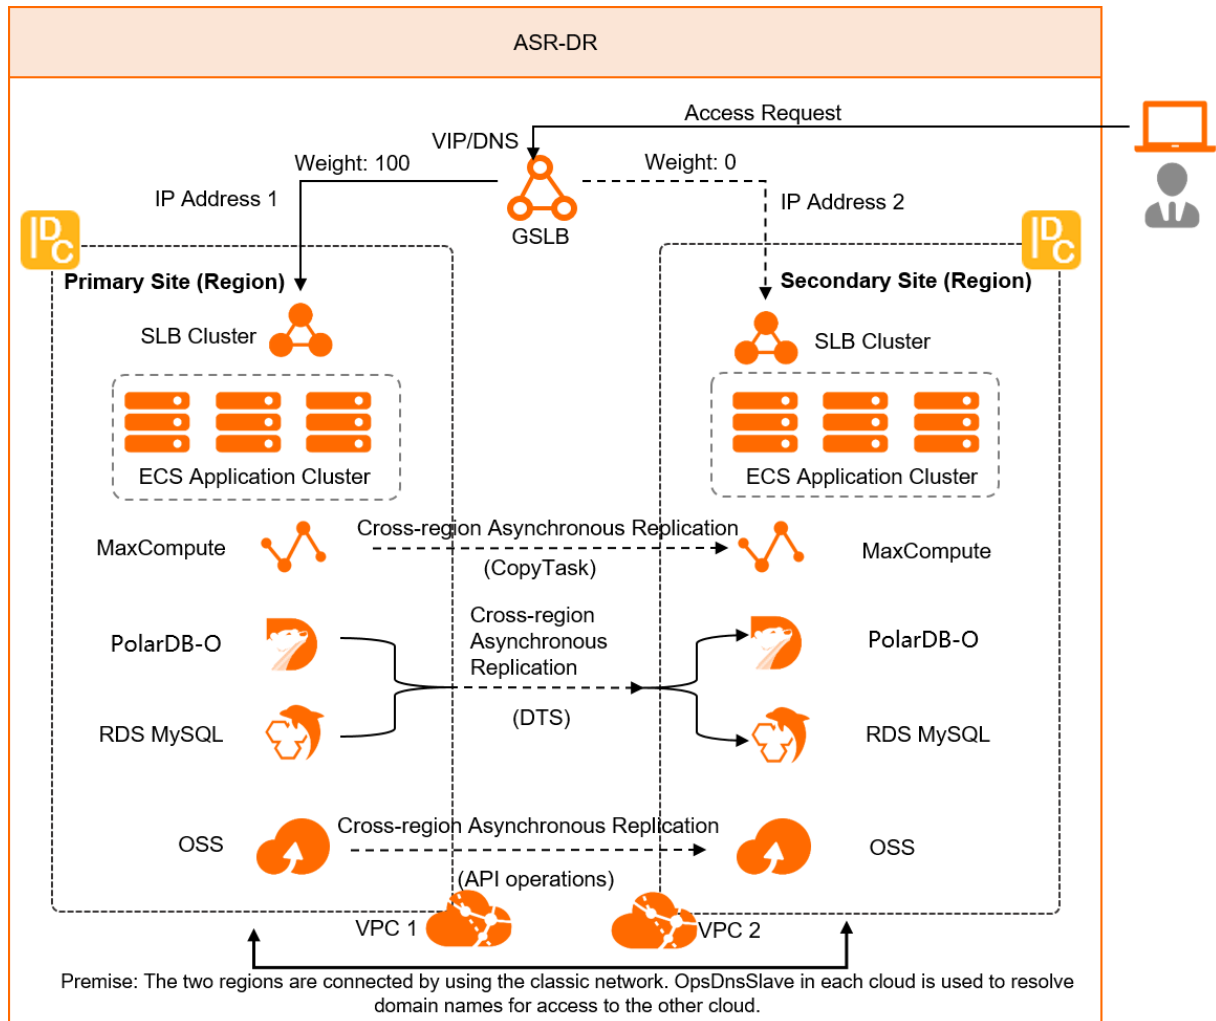 ASR-DR
Access Request
VIP/DNS
Weight: 100
Weight: 0
IP Address 1
IP Address 2
GSLB
IDC
IDC
Primary Site (Region)
Secondary Site (Region)
SLB Cluster
SLB Cluster
ECS Application Cluster
ECS Application Cluster
Cross-region Asynchronous Replication
MaxCompute
MaxCompute
(CopyTask)
Cross-region
Asynchronous
Replication
PolarDB-O
PolarDB-O
(DTS)
RDS MySQL
RDS MySQL
Cross-region Asynchronous Replication
OSS
OSS
(API operations)
VPC 1
VPC 2
Premise: The two regions are connected by using the classic network. OpsDnsSlave in each cloud is used to resolve
domain names for access to the other cloud.